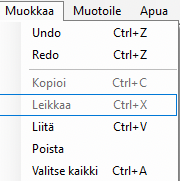 Muokkaa Muotoile Apua
Undo Ctrl+Z
Redo Ctrl+Z
Kopioi Ctrl+C
Leikkaa Ctrl+X
Liitä Ctrl+V
Poista
Valitse kaikki Ctrl+A